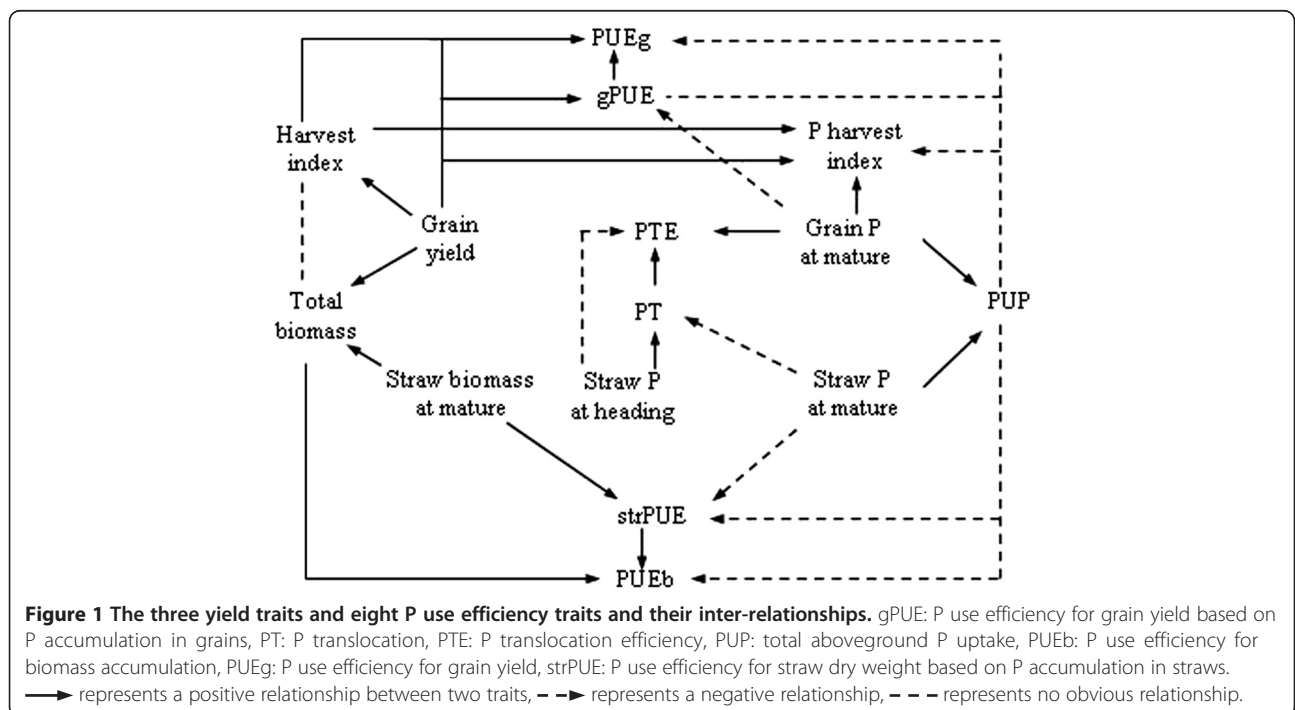 PUEg
gPUE
Harvest
index
P harvest
index
Grain
yield
PTE
Grain P
at mature
Total
biomass
PT
PUP
Straw biomass
at mature
Straw P
at heading
Straw P
at mature
strPUE
PUEb
Figure 1 The three yield traits and eight P use efficiency traits and their inter-relationships. gPUE: P use efficiency for grain yield based on
P accumulation in grains, PT: P translocation, PTE: P translocation efficiency, PUP: total aboveground P uptake, PUEb: P use efficiency for
biomass accumulation, PUEg: P use efficiency for grain yield, strPUE: P use efficiency for straw dry weight based on P accumulation in straws.
represents a positive relationship between two traits, represents a negative relationship, represents no obvious relationship.